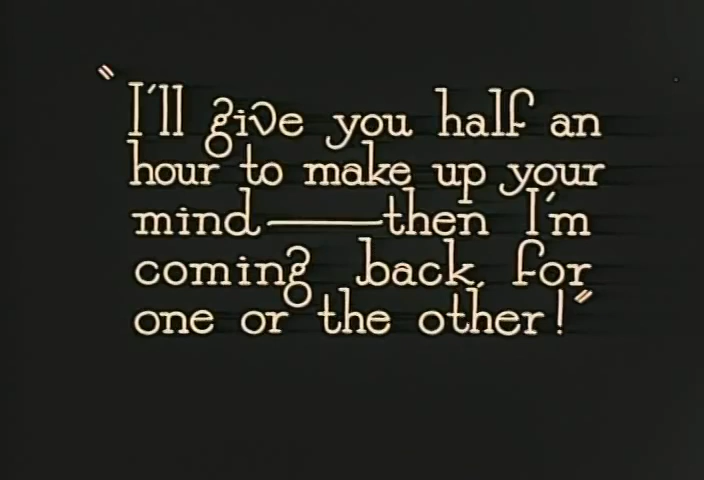 "I'll give you half an
hour to make up your
mind——then I'm
coming back, for
one or the other!"